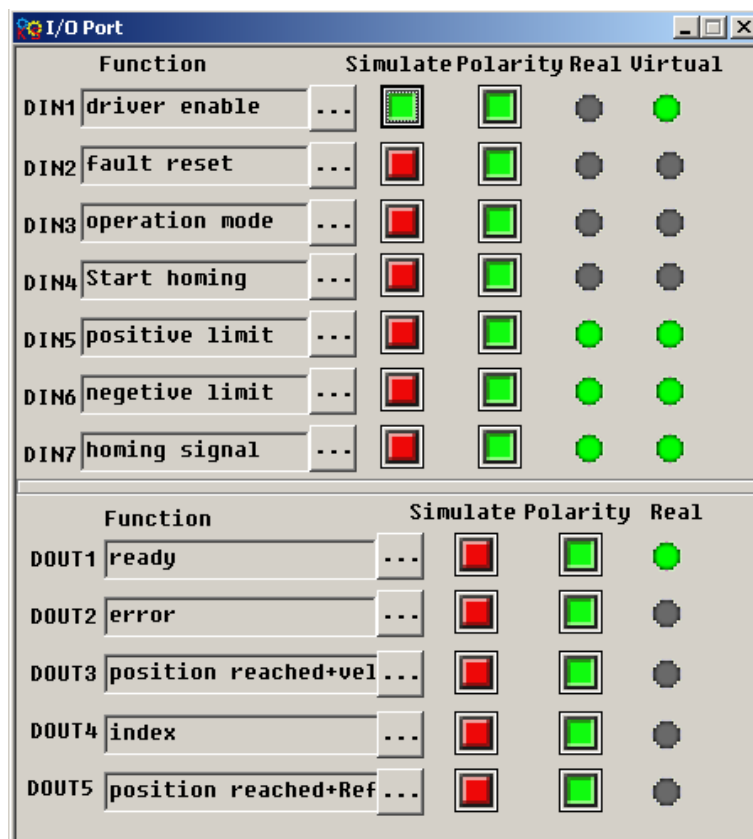 I/O Port
Function Simulate Polarity Real Virtual
DIN1 driver enable ...
DIN2 fault reset ...
DIN3 operation mode ...
DIN4 Start homing ...
DIN5 positive limit ...
DIN6 negetive limit ...
DIN7 homing signal ...
Function Simulate Polarity Real
DOUT1 ready ...
DOUT2 error ...
DOUT3 position reached+vel ...
DOUT4 index ...
DOUT5 position reached+Ref ...